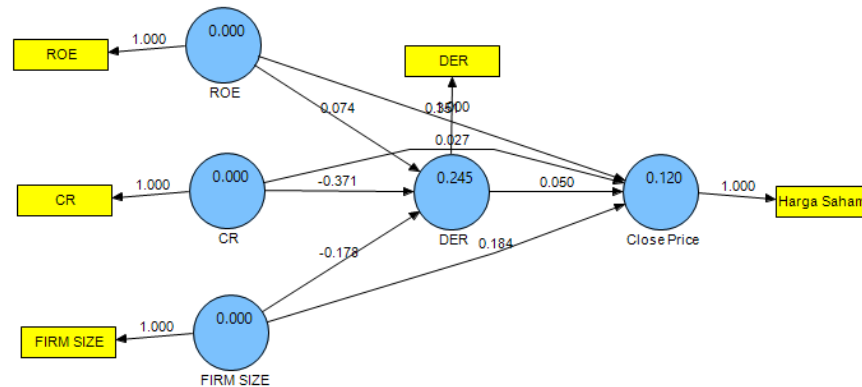 1.000
0.000
ROE
ROE
DER
0.074
1.000
0.027
1.000
0.000
CR
CR
-0.371
0.245
DER
0.050
0.120
Close Price
1.000
Harga Saham
-0.178
0.184
1.000
0.000
FIRM SIZE
FIRM SIZE